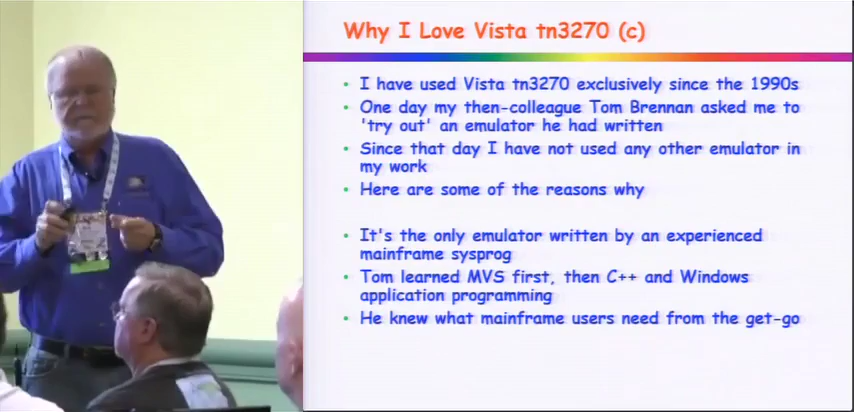 Why I Love Vista tn3270 (c)
• I have used Vista tn3270 exclusively since the 1990s
• One day my then-colleague Tom Brennan asked me to
'try out' an emulator he had written
• Since that day I have not used any other emulator in
my work
• Here are some of the reasons why
• It's the only emulator written by an experienced
mainframe sysprog
• Tom learned MVS first, then C++ and Windows
application programming
• He knew what mainframe users need from the get-go